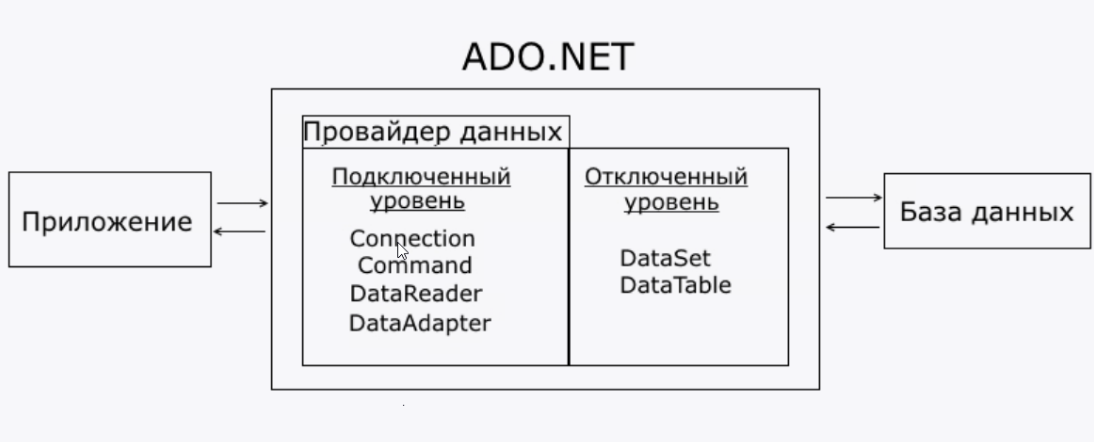 ADO.NET
Провайдер данных
Приложение
Подключенный
уровень
Connection
Command
DataReader
DataAdapter
Отключенный
уровень
DataSet
DataTable
База данных